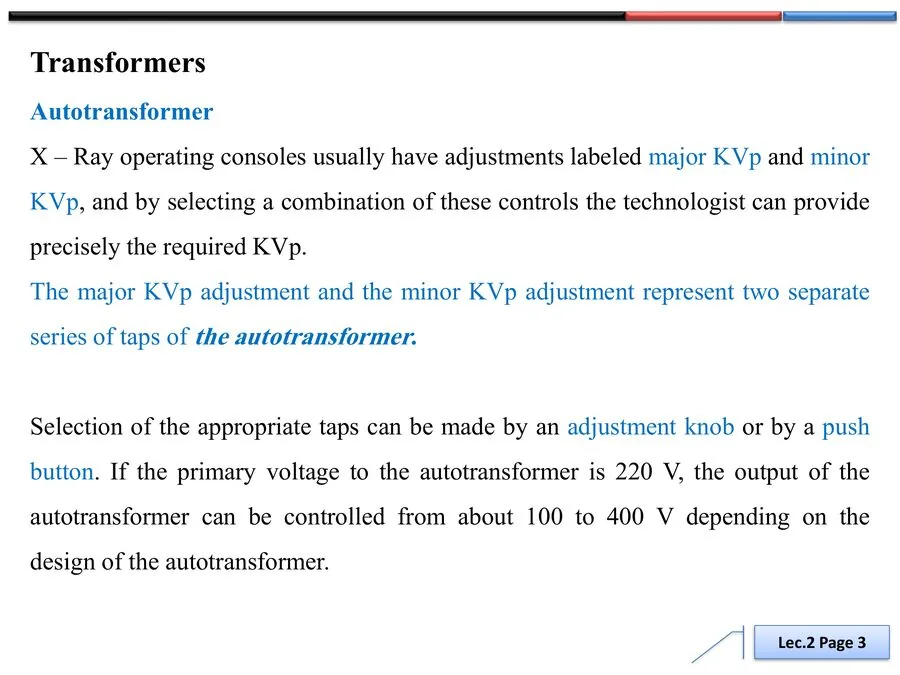 Transformers
Autotransformer
X – Ray operating consoles usually have adjustments labeled major KVp and minor
KVp, and by selecting a combination of these controls the technologist can provide
precisely the required KVp.
The major KVp adjustment and the minor KVp adjustment represent two separate
series of taps of the autotransformer.
Selection of the appropriate taps can be made by an adjustment knob or by a push
button. If the primary voltage to the autotransformer is 220 V, the output of the
autotransformer can be controlled from about 100 to 400 V depending on the
design of the autotransformer.
Lec.2 Page 3